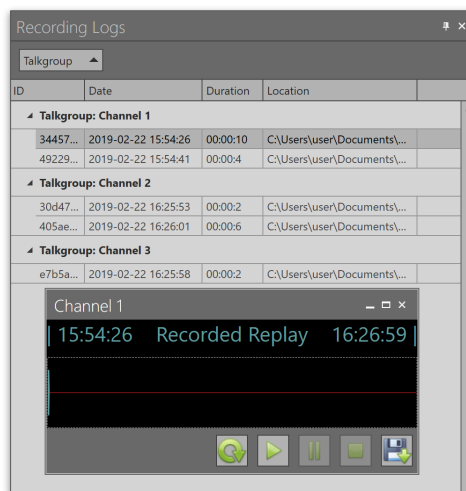 Recording Logs
Talkgroup
ID Date Duration Location
Talkgroup: Channel 1
34457... 2019-02-22 15:54:26 00:00:10 C:\Users\user\Documents\...
49229... 2019-02-22 15:54:41 00:00:4 C:\Users\user\Documents\...
Talkgroup: Channel 2
30d47... 2019-02-22 16:25:53 00:00:2 C:\Users\user\Documents\...
405ae... 2019-02-22 16:26:01 00:00:6 C:\Users\user\Documents\...
Talkgroup: Channel 3
e7b5a... 2019-02-22 16:25:58 00:00:2 C:\Users\user\Documents\...
Channel 1
15:54:26 Recorded Replay 16:26:59